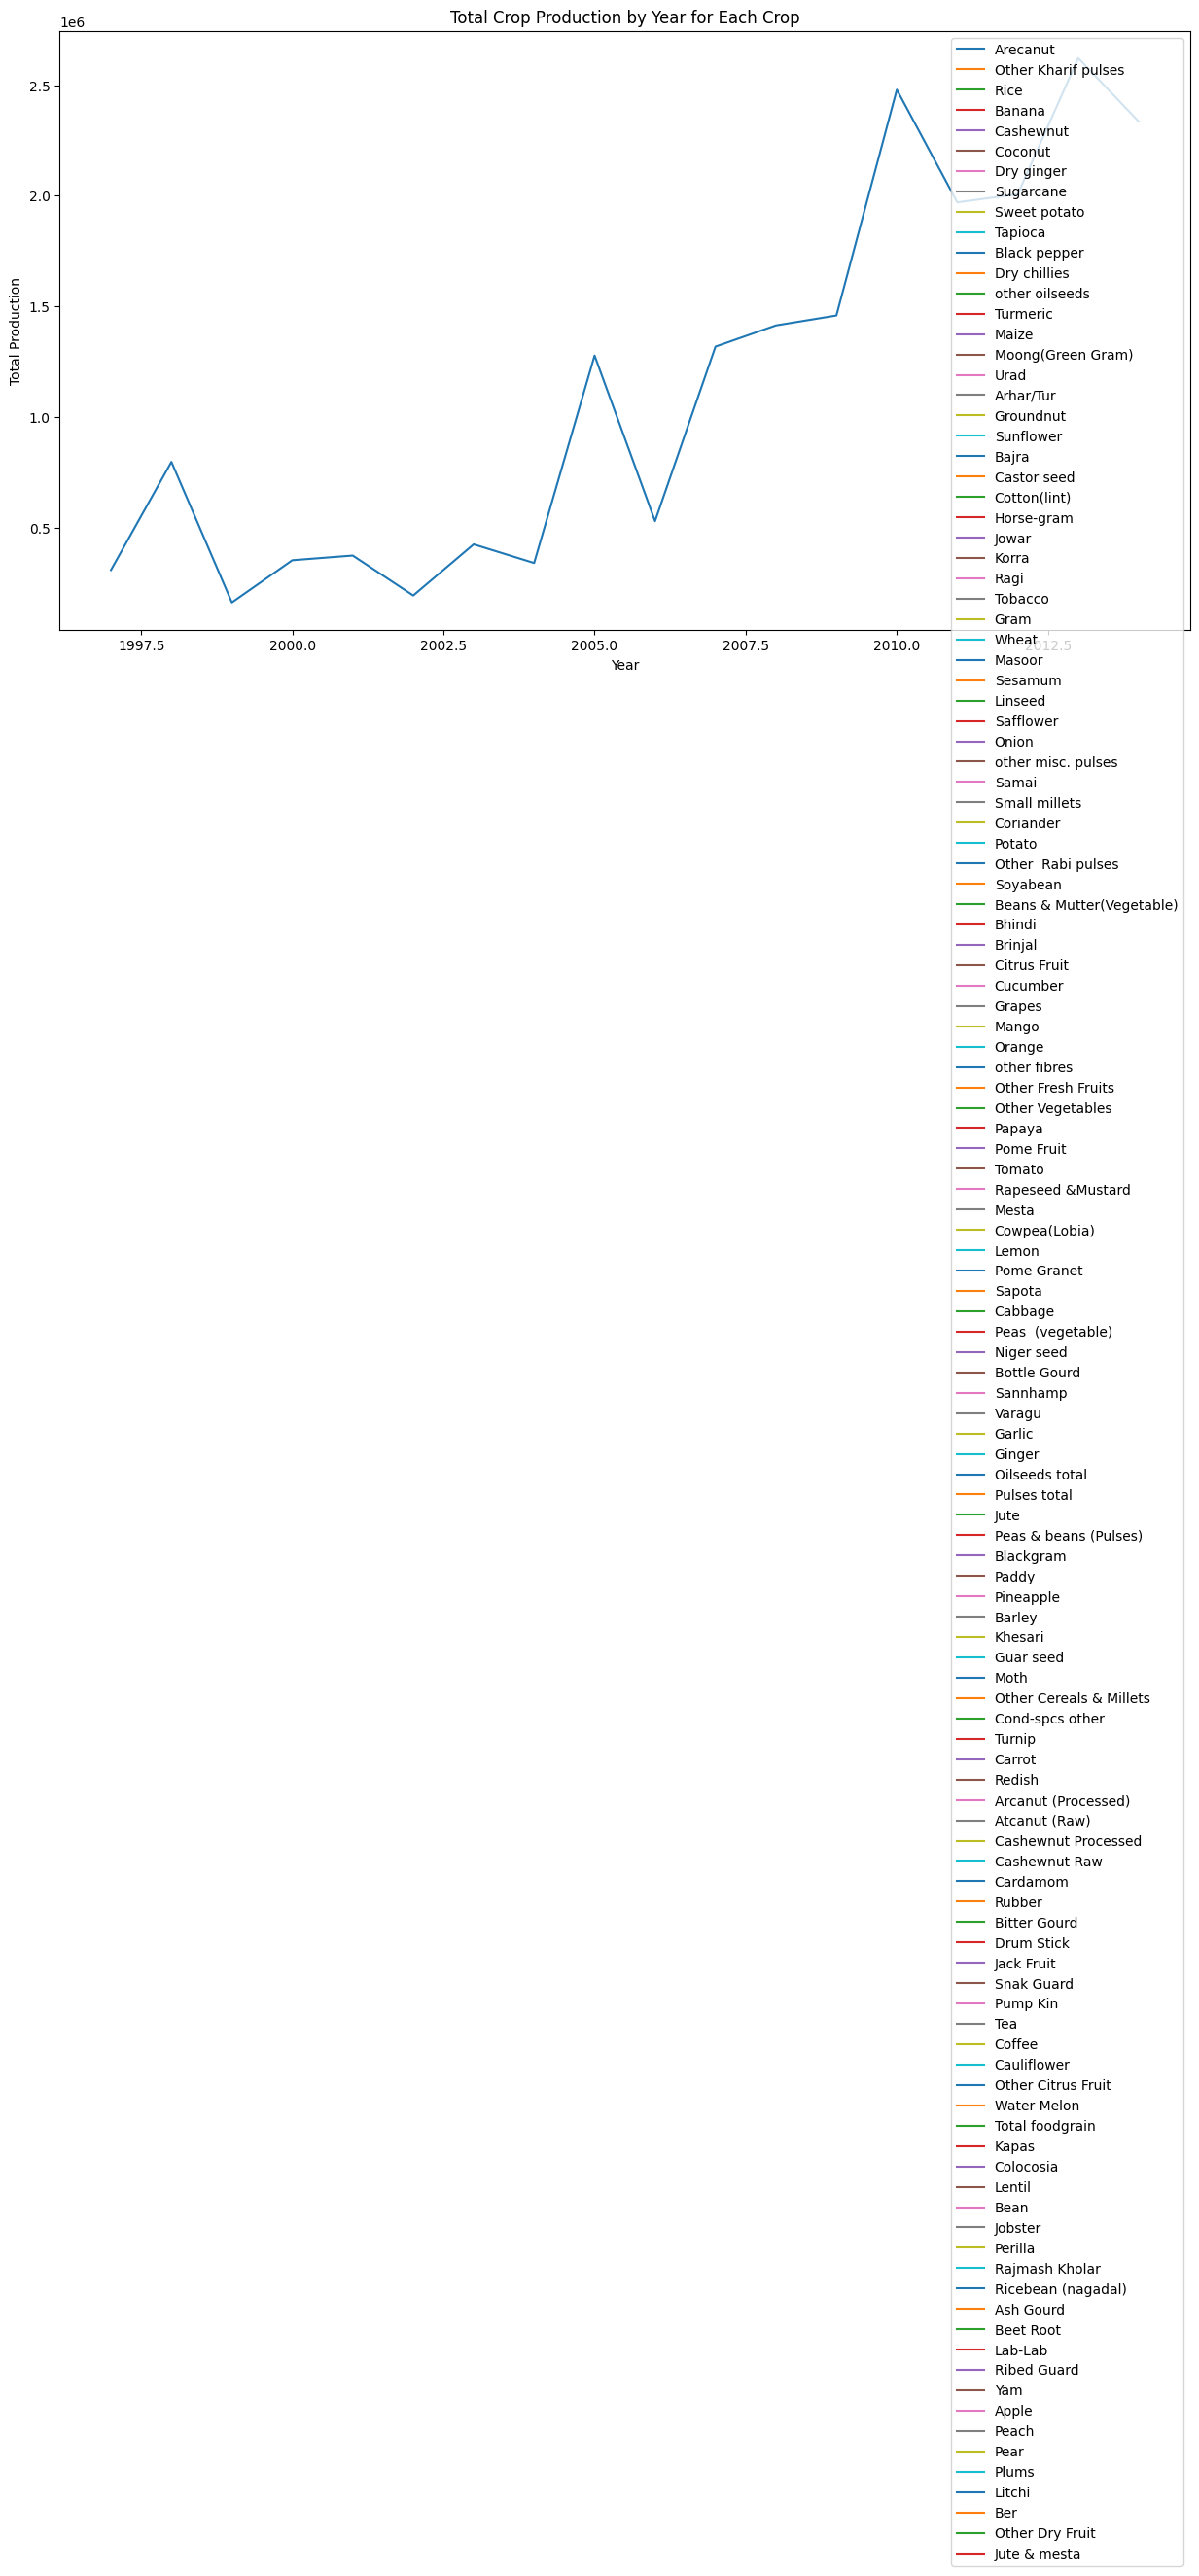 Total Crop Production by Year for Each Crop
1e6
2.5
2.0
1.5
1.0
0.5
Total Production
1997.5 2000.0 2002.5 2005.0 2007.5 2010.0 2012.5
Year
Arecanut
Other Kharif pulses
Rice
Banana
Cashewnut
Coconut
Dry ginger
Sugarcane
Sweet potato
Tapioca
Black pepper
Dry chillies
other oilseeds
Turmeric
Maize
Moong(Green Gram)
Urad
Arhar/Tur
Groundnut
Sunflower
Bajra
Castor seed
Cotton(lint)
Horse-gram
Jowar
Korra
Ragi
Tobacco
Gram
Wheat
Masoor
Sesamum
Linseed
Safflower
Onion
other misc. pulses
Samai
Small millets
Coriander
Potato
Other  Rabi pulses
Soyabean
Beans & Mutter(Vegetable)
Bhindi
Brinjal
Citrus Fruit
Cucumber
Grapes
Mango
Orange
other fibres
Other Fresh Fruits
Other Vegetables
Papaya
Pome Fruit
Tomato
Rapeseed &Mustard
Mesta
Cowpea(Lobia)
Lemon
Pome Granet
Sapota
Cabbage
Peas  (vegetable)
Niger seed
Bottle Gourd
Sannhamp
Varagu
Garlic
Ginger
Oilseeds total
Pulses total
Jute
Peas & beans (Pulses)
Blackgram
Paddy
Pineapple
Barley
Khesari
Guar seed
Moth
Other Cereals & Millets
Cond-spcs other
Turnip
Carrot
Redish
Arcanut (Processed)
Atcanut (Raw)
Cashewnut Processed
Cashewnut Raw
Cardamom
Rubber
Bitter Gourd
Drum Stick
Jack Fruit
Snak Guard
Pump Kin
Tea
Coffee
Cauliflower
Other Citrus Fruit
Water Melon
Total foodgrain
Kapas
Colocosia
Lentil
Bean
Jobster
Perilla
Rajmash Kholar
Ricebean (nagadal)
Ash Gourd
Beet Root
Lab-Lab
Ribed Guard
Yam
Apple
Peach
Pear
Plums
Litchi
Ber
Other Dry Fruit
Jute & mesta